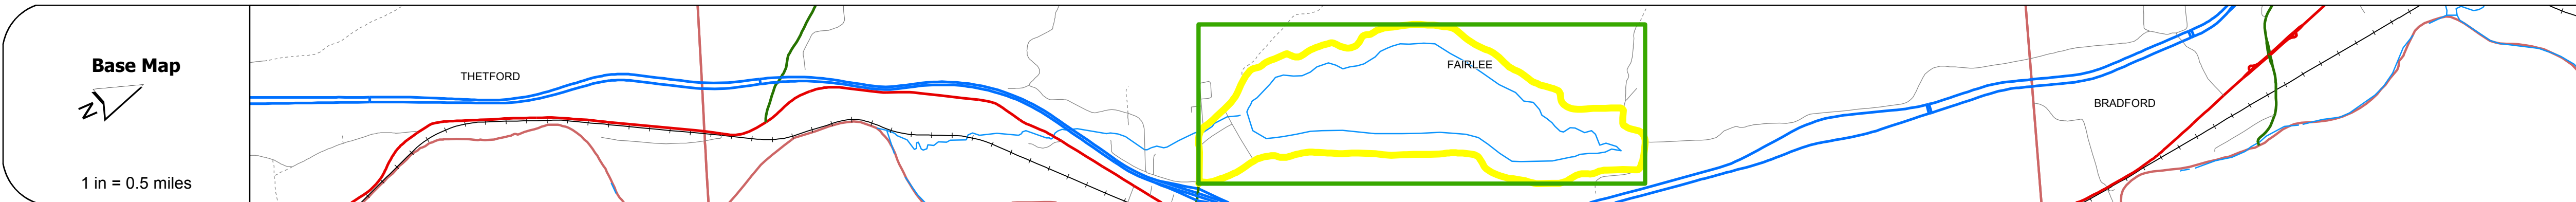 Base Map
N
1 in = 0.5 miles
THETFORD
FAIRLEE
BRADFORD